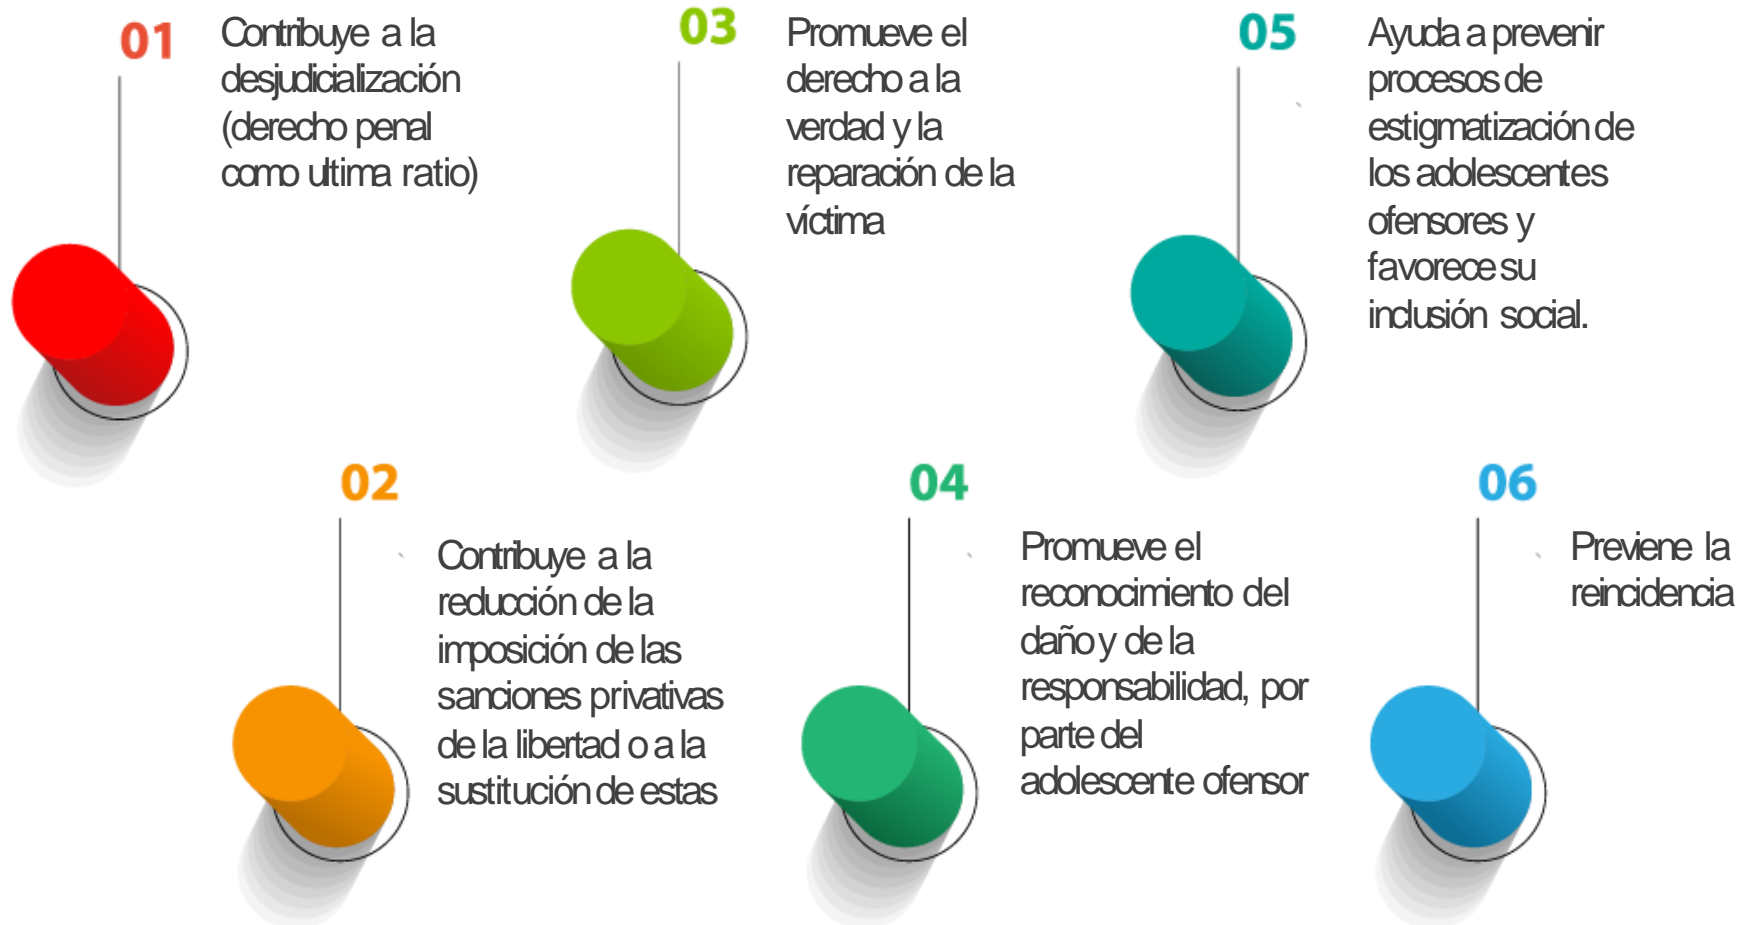 01
Contribuye a la
desjudicialización
(derecho penal
como ultima ratio)
02
Contribuye a la
reducción de la
imposición de las
sanciones privativas
de la libertad o a la
sustitución de estas
03
Promueve el
derecho a la
verdad y la
reparación de la
víctima
04
Promueve el
reconocimiento del
daño y de la
responsabilidad, por
parte del
adolescente ofensor
05
Ayuda a prevenir
procesos de
estigmatización de
los adolescentes
ofensores y
favorece su
inclusión social.
06
Previene la
reincidencia